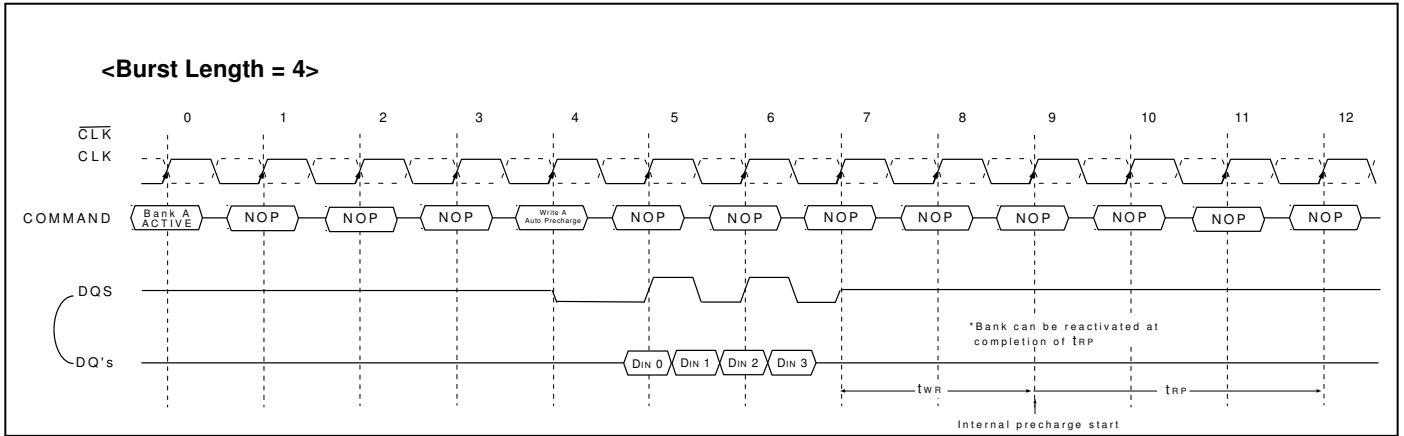 <Burst Length = 4>
0 1 2 3 4 5 6 7 8 9 10 11 12
CLK
CLK
COMMAND
Bank A
ACTIVE
NOP
NOP
NOP
Write A
Auto Precharge
NOP
NOP
NOP
NOP
NOP
NOP
NOP
NOP
DQS
*Bank can be reactivated at
completion of tRP
DQ's
DIN 0 DIN 1 DIN 2 DIN 3
tWR
tRP
Internal precharge start